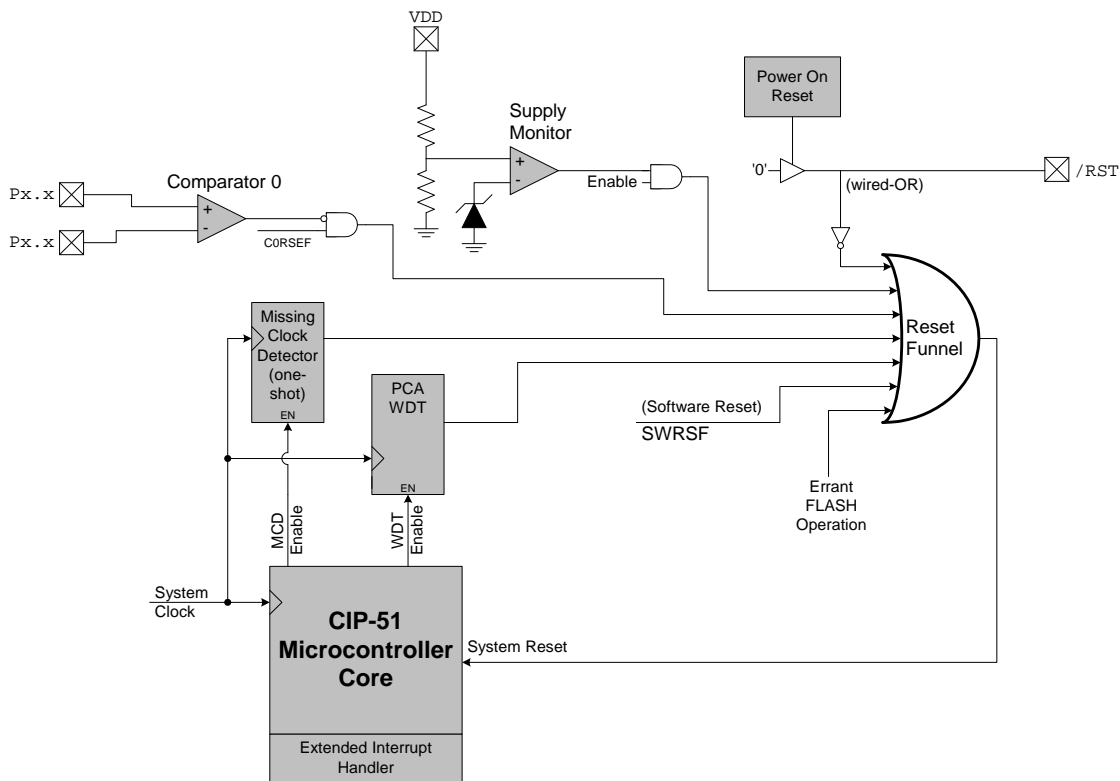 VDD
Power On
Reset
Supply
Monitor
+
-
Enable
'0'
/RST
(wired-OR)
Px.x
Comparator 0
+
-
C0RSEF
Px.x
Reset
Funnel
Missing
Clock
Detector
(one-
shot)
EN
PCA
WDT
EN
(Software Reset)
SWRSF
Errant
FLASH
Operation
MCD
Enable
WDT
Enable
System
Clock
CIP-51
Microcontroller
Core
System Reset
Extended Interrupt
Handler